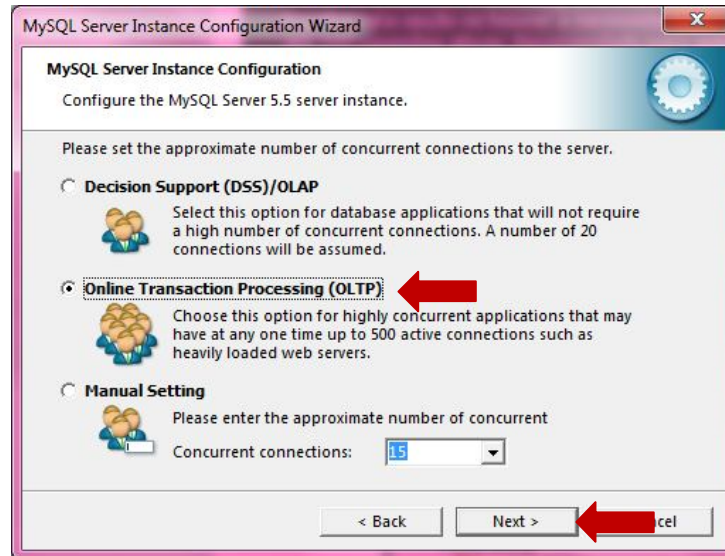 MySQL Server Instance Configuration Wizard
MySQL Server Instance Configuration
Configure the MySQL Server 5.5 server instance.
Please set the approximate number of concurrent connections to the server.
Decision Support (DSS)/OLAP
Select this option for database applications that will not require
a high number of concurrent connections. A number of 20
connections will be assumed.
Online Transaction Processing (OLTP)
Choose this option for highly concurrent applications that may
have at any one time up to 500 active connections such as
heavily loaded web servers.
Manual Setting
Please enter the approximate number of concurrent
Concurrent connections: 15
< Back Next >